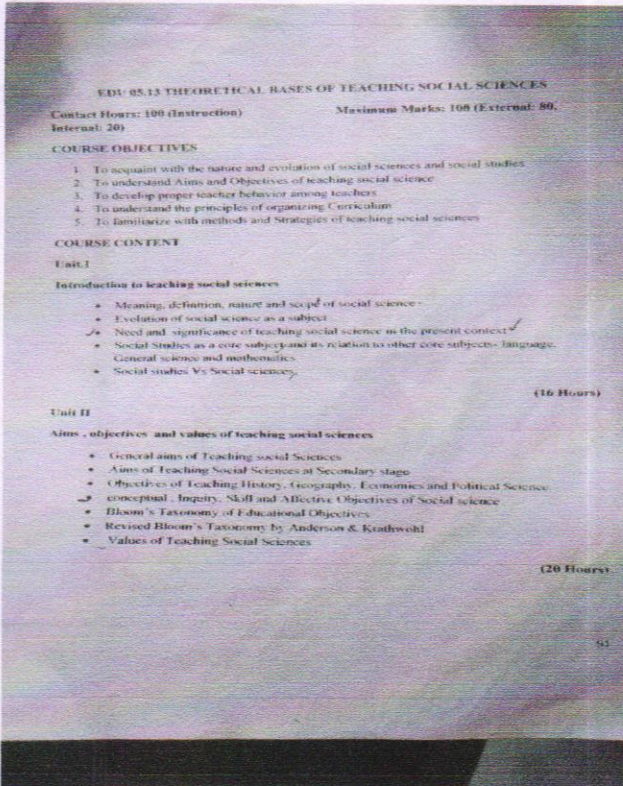 EDU 05.13 THEORETICAL BASES OF TEACHING SOCIAL SCIENCES
Contact Hours: 100 (Instruction) Maximum Marks: 100 (External: 80,
Internal: 20)
COURSE OBJECTIVES
1. To acquaint with the nature and evolution of social sciences and social studies
2. To understand Aims and Objectives of teaching social science
3. To develop proper teacher behavior among teachers
4. To understand the principles of organizing Curriculum
5. To familiarize with methods and Strategies of teaching social sciences
COURSE CONTENT
Unit.I
Introduction to teaching social sciences
• Meaning, definition, nature and scope of social science
• Evolution of social science as a subject
• Need and significance of teaching social science in the present context
• Social Studies as a core subject and its relation to other core subjects- language,
General science and mathematics
• Social studies Vs Social sciences.
(16 Hours)
Unit II
Aims , objectives and values of teaching social sciences
• General aims of Teaching social Sciences
• Aims of Teaching Social Sciences at Secondary stage
• Objectives of Teaching History, Geography, Economics and Political Science
• conceptual , Inquiry, Skill and Affective Objectives of Social science
• Bloom's Taxonomy of Educational Objectives
• Revised Bloom's Taxonomy by Anderson & Krathwohl
• Values of Teaching Social Sciences
(20 Hours)